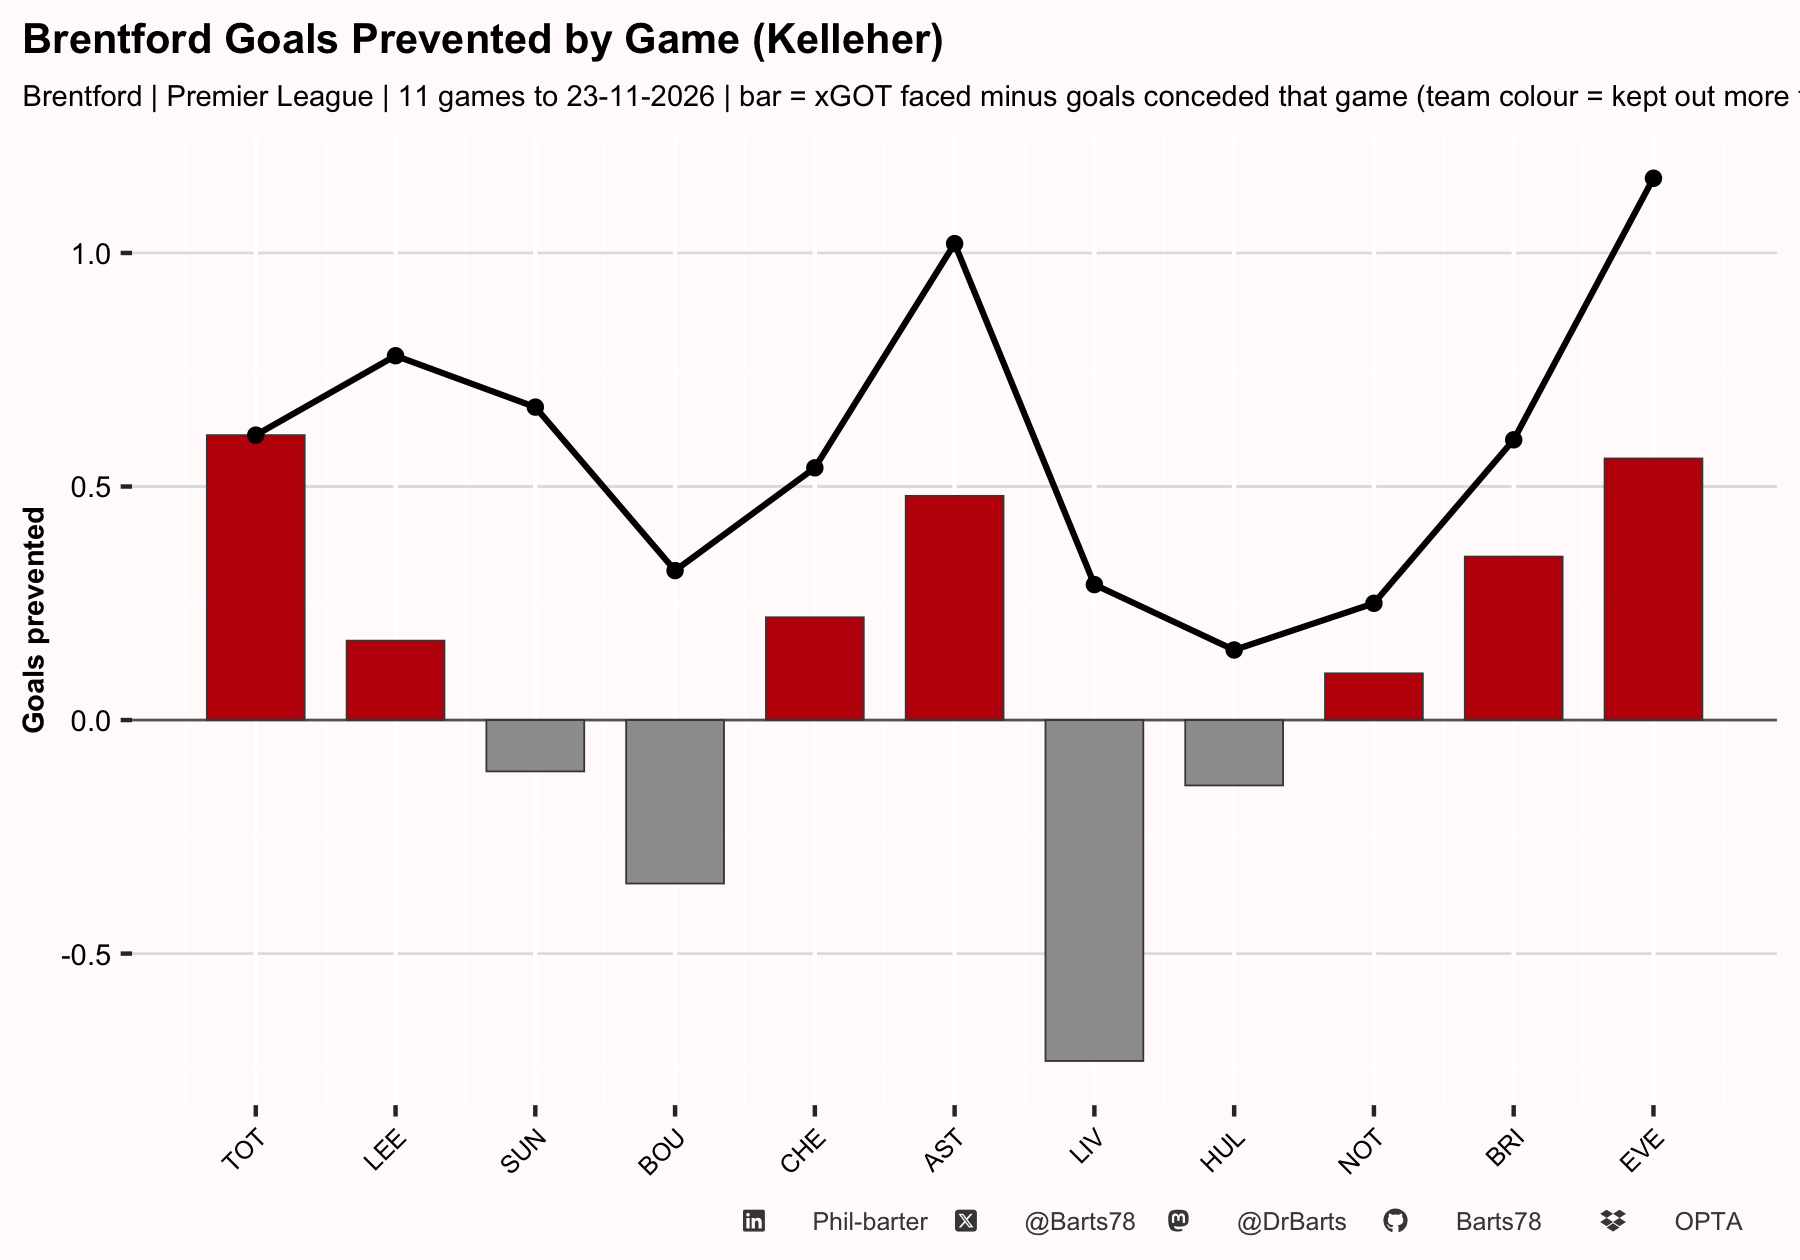 Brentford Goals Prevented by Game (Kelleher)
Brentford | Premier League | 11 games to 23-11-2026 | bar = xGOT faced minus goals conceded that game (team colour = kept out more
Goals prevented
1.0
0.5
0.0
-0.5
TOT
LEE
SUN
BOU
CHE
AST
LIV
HUL
NOT
BRI
EVE
Phil-barter @Barts78 @DrBarts Barts78 OPTA